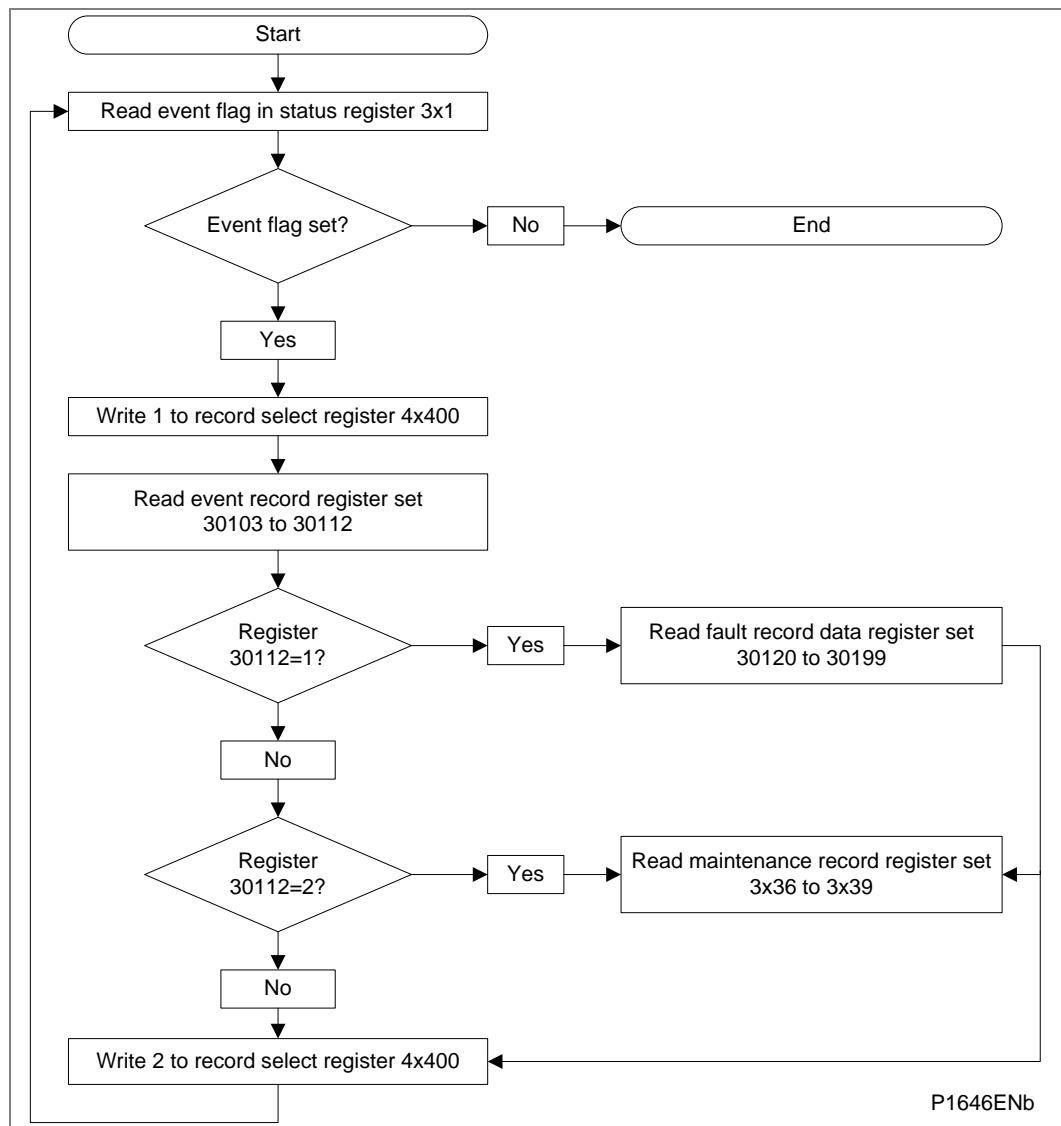 Start
Read event flag in status register 3x1
Event flag set?
No
End
Yes
Write 1 to record select register 4x400
Read event record register set
30103 to 30112
Register
30112=1?
Yes
Read fault record data register set
30120 to 30199
No
Register
30112=2?
Yes
Read maintenance record register set
3x36 to 3x39
No
Write 2 to record select register 4x400
P1646ENb